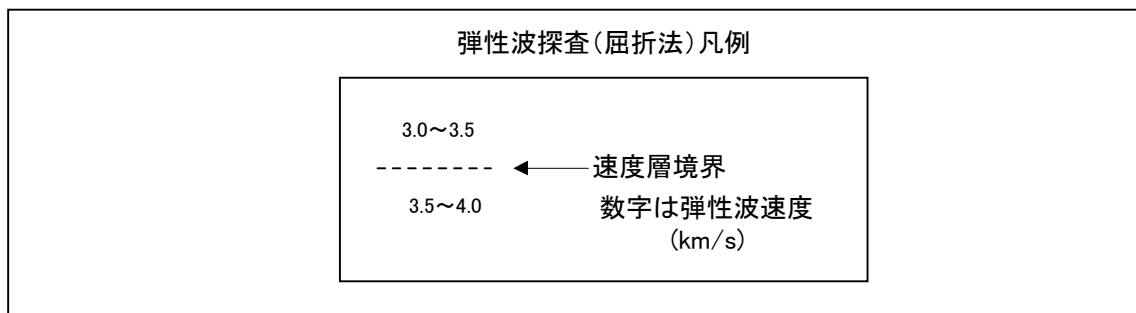 弾性波探査(屈折法)凡例
3.0～3.5
速度層境界
3.5～4.0
数字は弾性波速度
(km/s)